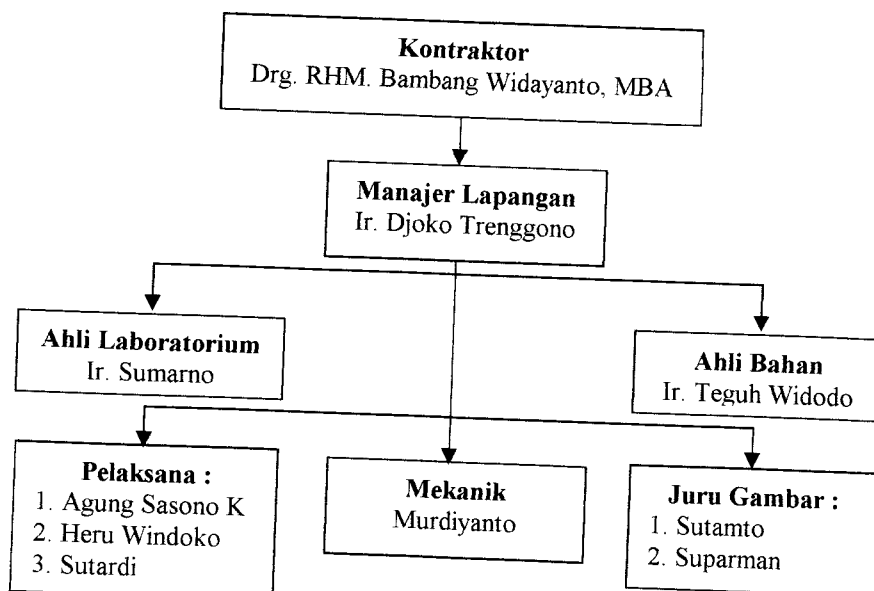 Kontraktor
Drg. RHM. Bambang Widayanto, MBA
Manajer Lapangan
Ir. Djoko Trenggono
Ahli Laboratorium
Ir. Sumarno
Ahli Bahan
Ir. Teguh Widodo
Pelaksana :
1. Agung Sasono K
2. Heru Windoko
3. Sutardi
Mekanik
Murdiyanto
Juru Gambar :
1. Sutamto
2. Suparman